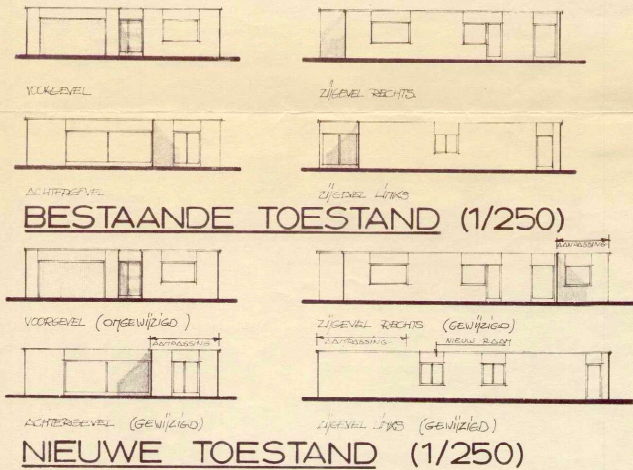 VOORGEVEL
ZIJGEVEL RECHTS
ACHTERGEVEL
ZIJGEVEL LINKS
BESTAANDE TOESTAND (1/250)
AANPASSING
VOORGEVEL (ONGEWIJZIGD)
ZIJGEVEL RECHTS (GEWIJZIGD)
AANPASSING
AANPASSING
NIEUW RAAM
ACHTERGEVEL (GEWIJZIGD)
ZIJGEVEL LINKS (GEWIJZIGD)
NIEUWE TOESTAND (1/250)